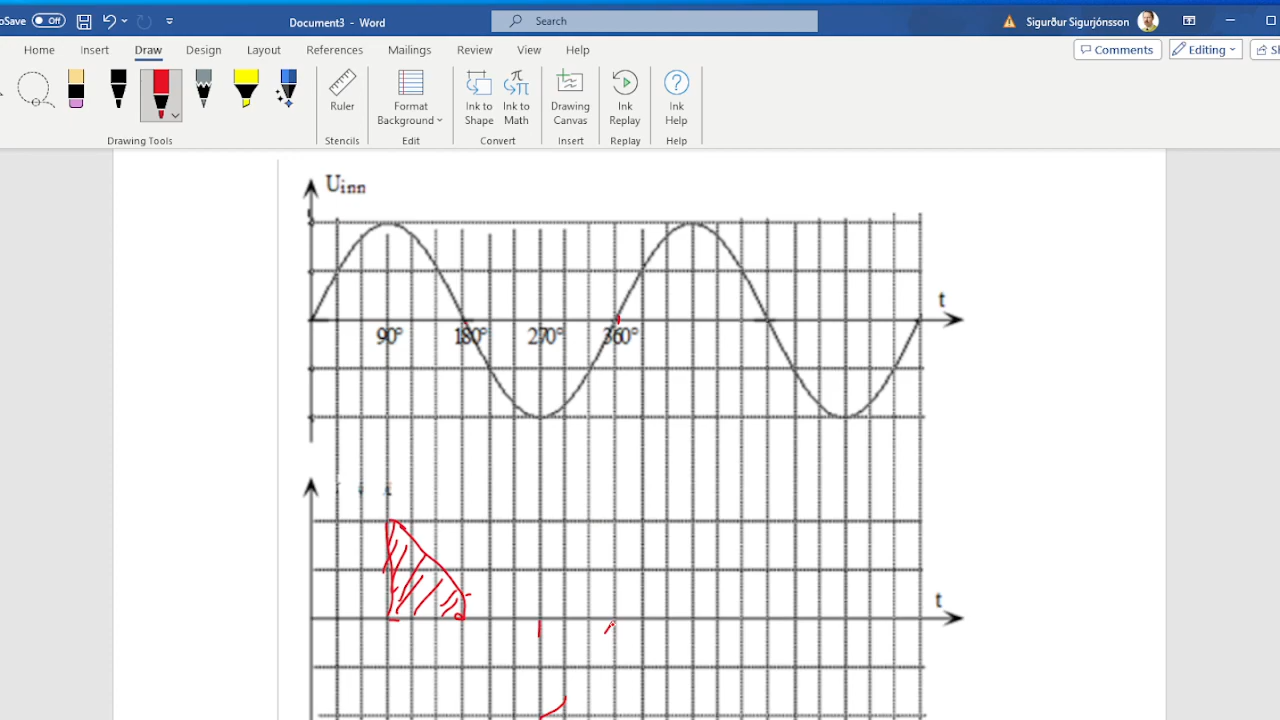 oSave Off Document3 - Word Search Sigurður Sigurjónsson
Home Insert Draw Design Layout References Mailings Review View Help Comments Editing
Ruler Format Background Ink to Shape Ink to Math Drawing Canvas Ink Replay Ink Help
Drawing Tools Stencils Edit Convert Insert Replay Help
Uinn
t
90° 180° 270° 360°
t